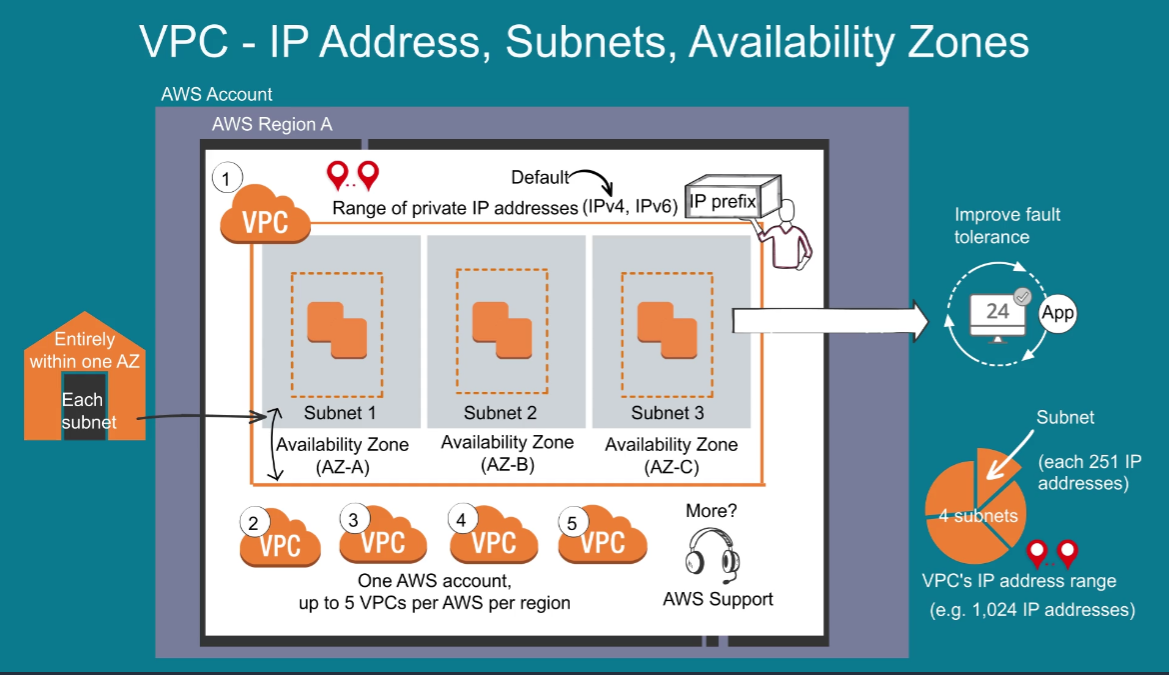 VPC - IP Address, Subnets, Availability Zones
AWS Account
AWS Region A
1
VPC
Default
Range of private IP addresses (IPv4, IPv6)
IP prefix
Improve fault
tolerance
24
App
Entirely
within one AZ
Each
subnet
Subnet 1
Subnet 2
Subnet 3
Availability Zone
(AZ-A)
Availability Zone
(AZ-B)
Availability Zone
(AZ-C)
2
VPC
3
VPC
4
VPC
5
VPC
More?
AWS Support
One AWS account,
up to 5 VPCs per AWS per region
Subnet
(each 251 IP
addresses)
4 subnets
VPC's IP address range
(e.g. 1,024 IP addresses)